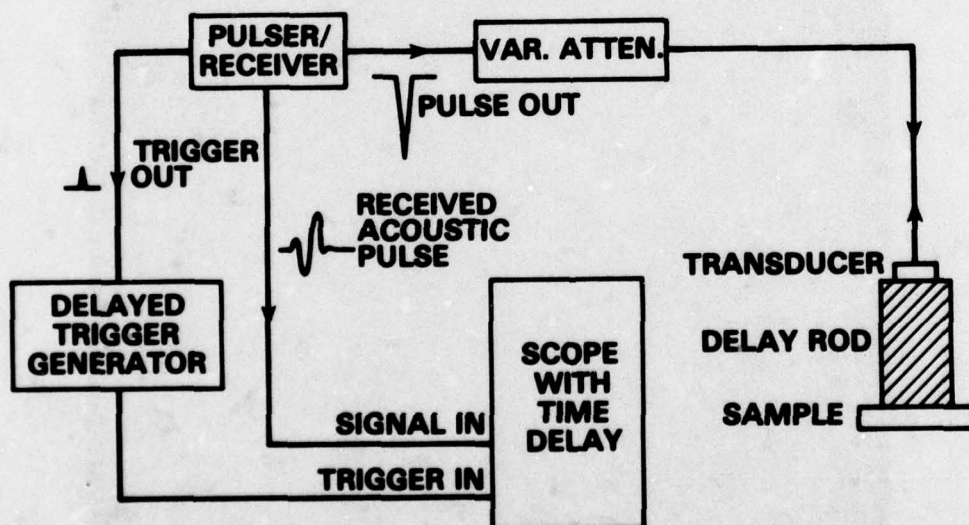 PULSER/
RECEIVER
VAR. ATTEN.
PULSE OUT
TRIGGER
OUT
RECEIVED
ACOUSTIC
PULSE
TRANSDUCER
DELAYED
TRIGGER
GENERATOR
DELAY ROD
SCOPE
WITH
TIME
DELAY
SAMPLE
SIGNAL IN
TRIGGER IN